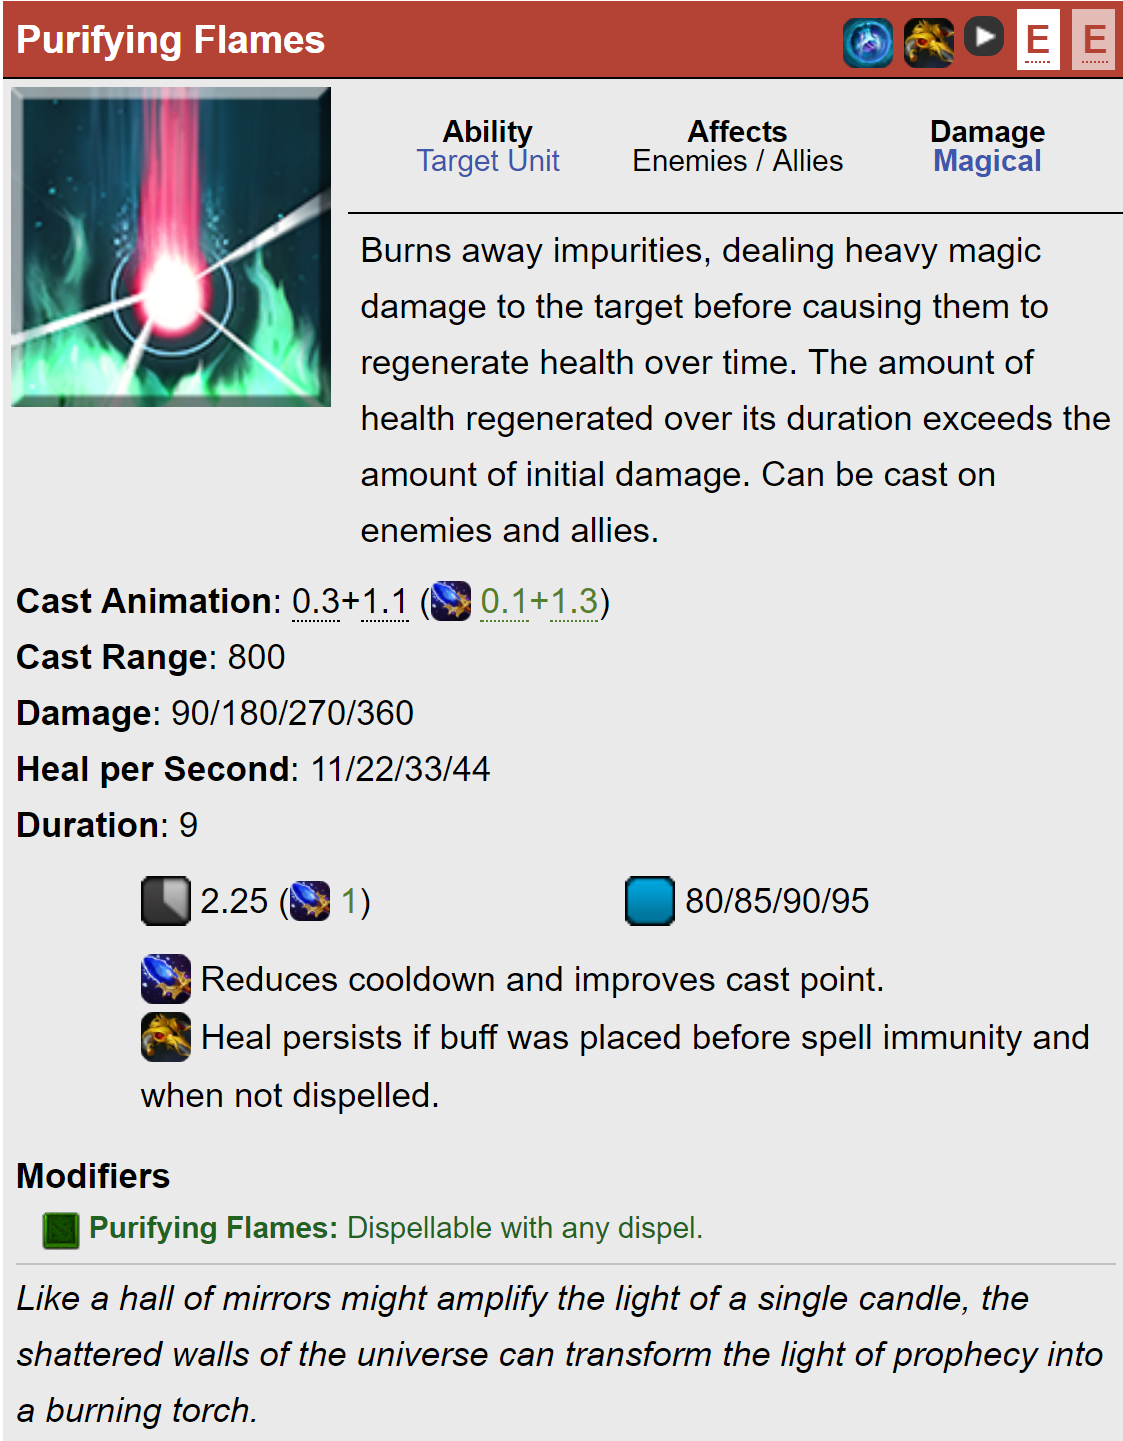 Purifying Flames E E
Ability Affects Damage
Target Unit Enemies / Allies Magical
Burns away impurities, dealing heavy magic
damage to the target before causing them to
regenerate health over time. The amount of
health regenerated over its duration exceeds the
amount of initial damage. Can be cast on
enemies and allies.
Cast Animation: 0.3+1.1 ( 0.1+1.3)
Cast Range: 800
Damage: 90/180/270/360
Heal per Second: 11/22/33/44
Duration: 9
2.25 ( 1) 80/85/90/95
Reduces cooldown and improves cast point.
Heal persists if buff was placed before spell immunity and
when not dispelled.
Modifiers
Purifying Flames: Dispellable with any dispel.
Like a hall of mirrors might amplify the light of a single candle, the
shattered walls of the universe can transform the light of prophecy into
a burning torch.